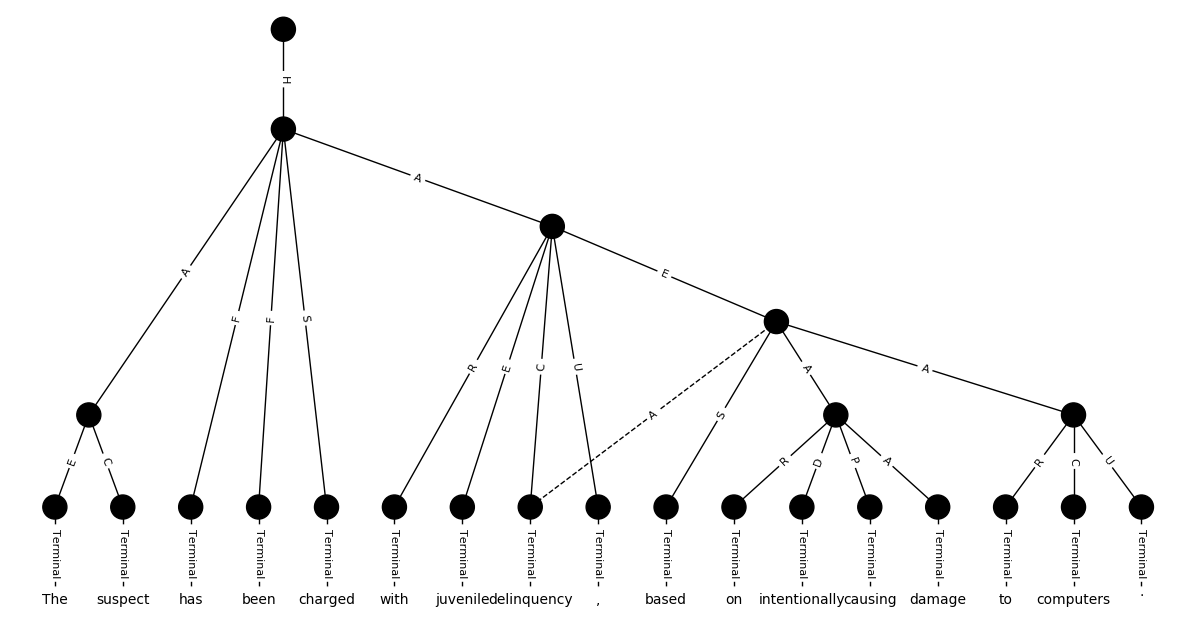 H
A
A
E
F
F
S
R
E
C
U
A
S
A
A
E
C
R
D
P
A
R
C
U
Terminal Terminal Terminal Terminal Terminal Terminal Terminal Terminal Terminal Terminal Terminal Terminal Terminal Terminal Terminal Terminal Terminal
The suspect has been charged with juvenile delinquency , based on intentionally causing damage to computers .